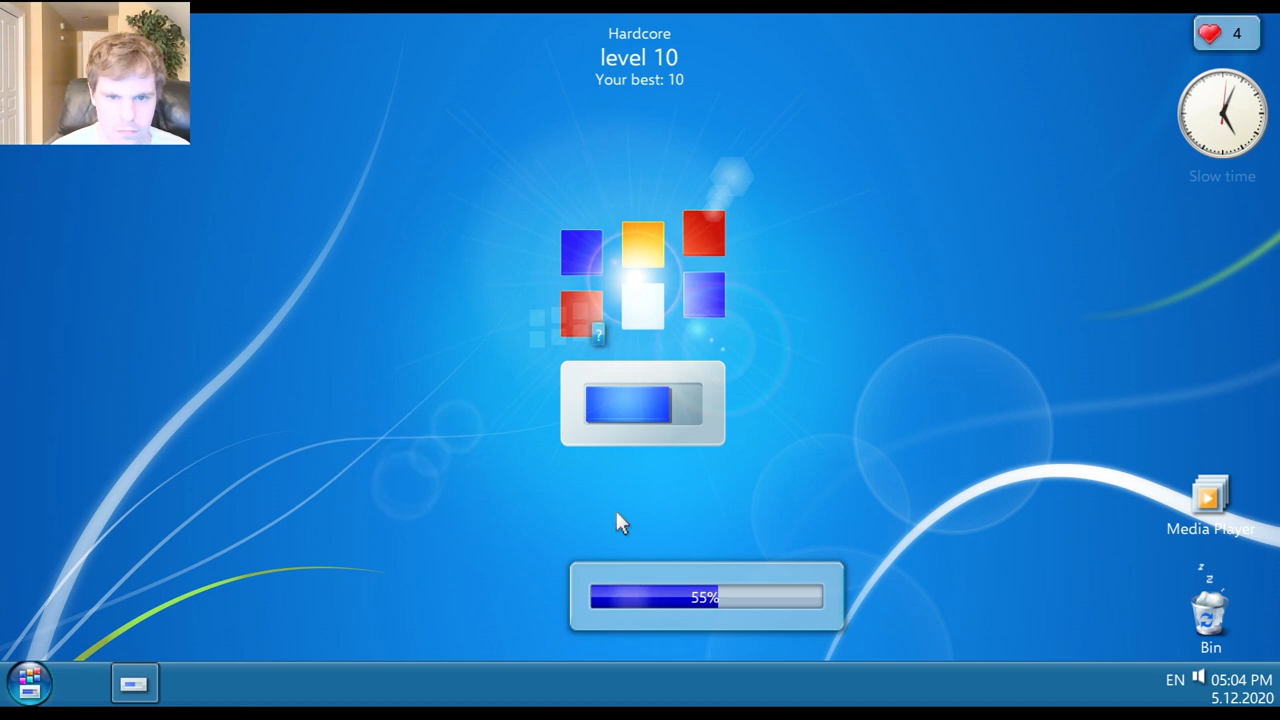 Hardcore
level 10
Your best: 10
4
Slow time
?
Media Player
z
z
Bin
55%
EN 05:04 PM
5.12.2020